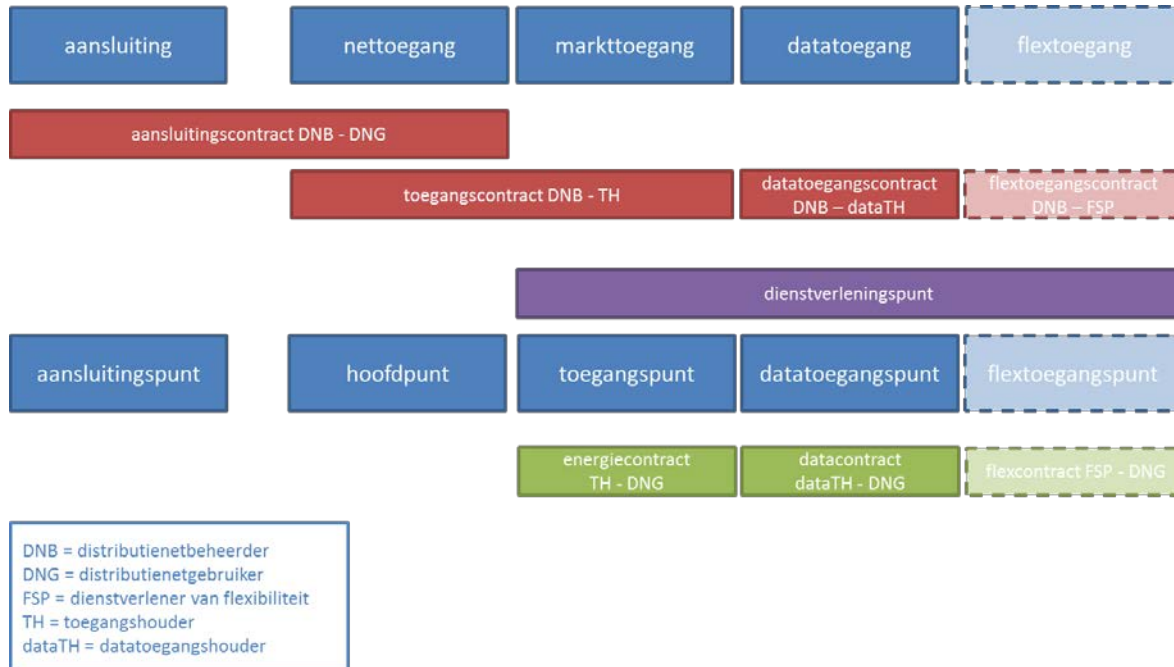 aansluiting
nettoegang
markttoegang
datatoegang
flextoegang
aansluitingscontract DNB - DNG
toegangscontract DNB - TH
datatoegangscontract
DNB – dataTH
flextoegangscontract
DNB – FSP
dienstverleningspunt
aansluitingspunt
hoofdpunt
toegangspunt
datatoegangspunt
flextoegangspunt
energiecontract
TH - DNG
datacontract
dataTH - DNG
flexcontract FSP - DNG
DNB = distributienetbeheerder
DNG = distributienetgebruiker
FSP = dienstverlener van flexibiliteit
TH = toegangshouder
dataTH = datatoegangshouder